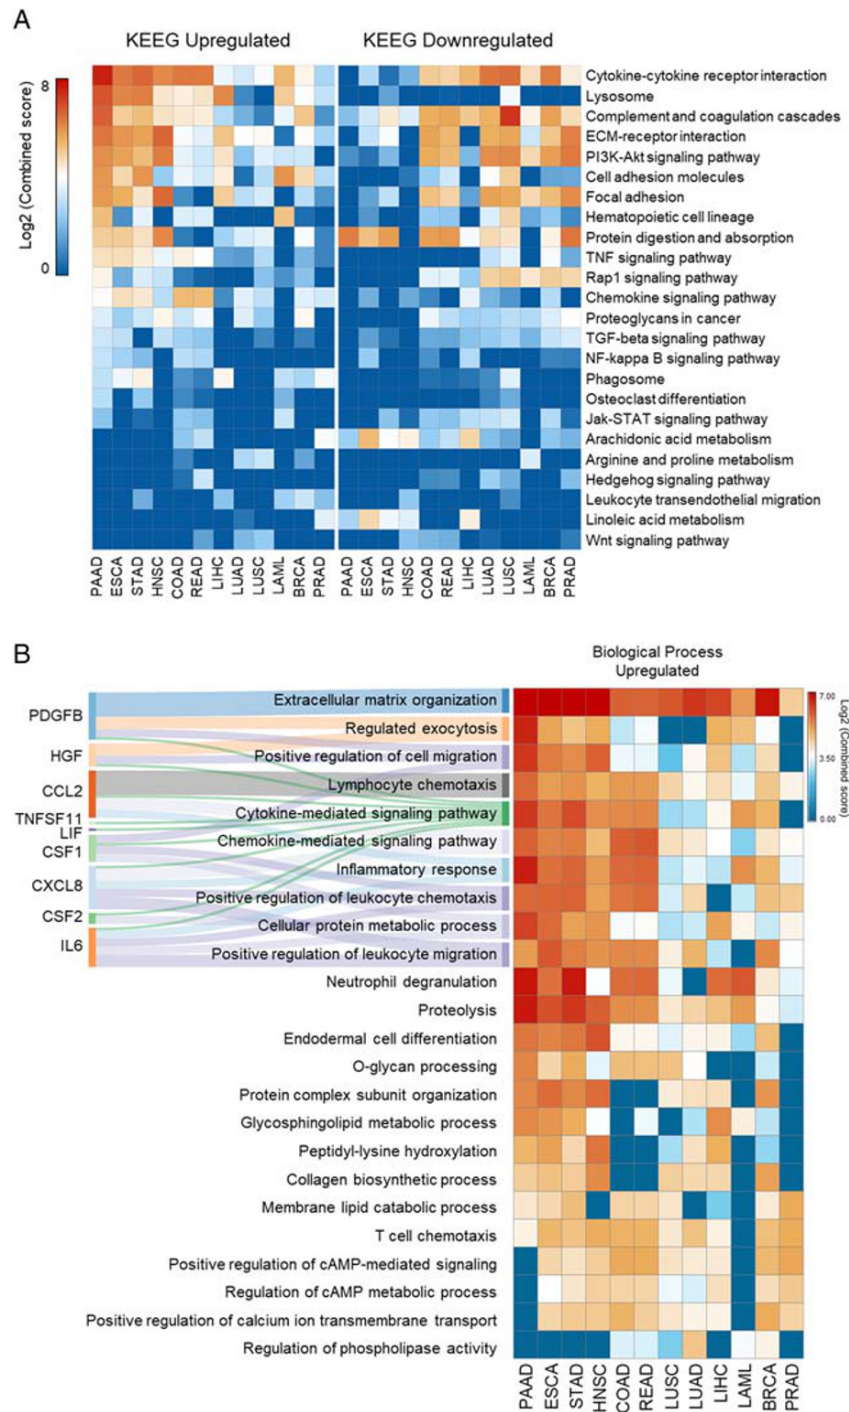 A
KEEG Upregulated
KEEG Downregulated
8
Log2 (Combined score)
0
Cytokine-cytokine receptor interaction
Lysosome
Complement and coagulation cascades
ECM-receptor interaction
PI3K-Akt signaling pathway
Cell adhesion molecules
Focal adhesion
Hematopoietic cell lineage
Protein digestion and absorption
TNF signaling pathway
Rap1 signaling pathway
Chemokine signaling pathway
Proteoglycans in cancer
TGF-beta signaling pathway
NF-kappa B signaling pathway
Phagosome
Osteoclast differentiation
Jak-STAT signaling pathway
Arachidonic acid metabolism
Arginine and proline metabolism
Hedgehog signaling pathway
Leukocyte transendothelial migration
Linoleic acid metabolism
Wnt signaling pathway
PAAD ESCA STAD HNSC COAD READ LIHC LUAD LUSC LAML BRCA PRAD PAAD ESCA STAD HNSC COAD READ LIHC LUAD LUSC LAML BRCA PRAD
B
Biological Process
Upregulated
7.00
3.50
0.00
Log2 (Combined score)
PDGFB
HGF
CCL2
TNFSF11
LIF
CSF1
CXCL8
CSF2
IL6
Extracellular matrix organization
Regulated exocytosis
Positive regulation of cell migration
Lymphocyte chemotaxis
Cytokine-mediated signaling pathway
Chemokine-mediated signaling pathway
Inflammatory response
Positive regulation of leukocyte chemotaxis
Cellular protein metabolic process
Positive regulation of leukocyte migration
Neutrophil degranulation
Proteolysis
Endodermal cell differentiation
O-glycan processing
Protein complex subunit organization
Glycosphingolipid metabolic process
Peptidyl-lysine hydroxylation
Collagen biosynthetic process
Membrane lipid catabolic process
T cell chemotaxis
Positive regulation of cAMP-mediated signaling
Regulation of cAMP metabolic process
Positive regulation of calcium ion transmembrane transport
Regulation of phospholipase activity
PAAD ESCA STAD HNSC COAD READ LUSC LUAD LIHC LAML BRCA PRAD